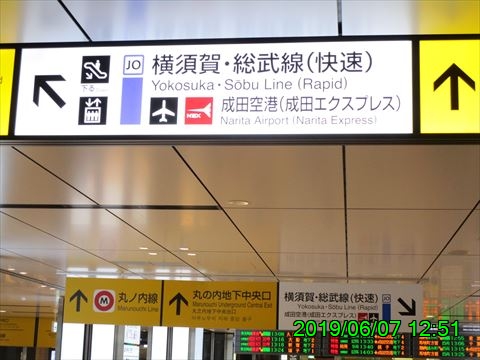 下る
JO
横須賀・総武線(快速)
Yokosuka・Sōbu Line (Rapid)
N'EX
成田空港(成田エクスプレス)
Narita Airport (Narita Express)
M
丸ノ内線
Marunouchi Line
丸の内地下中央口
Marunouchi Underground Central Exit
横須賀・総武線(快速)
Yokosuka・Sōbu Line (Rapid)
成田空港(成田エクスプレス)
2019/06/07 12:51